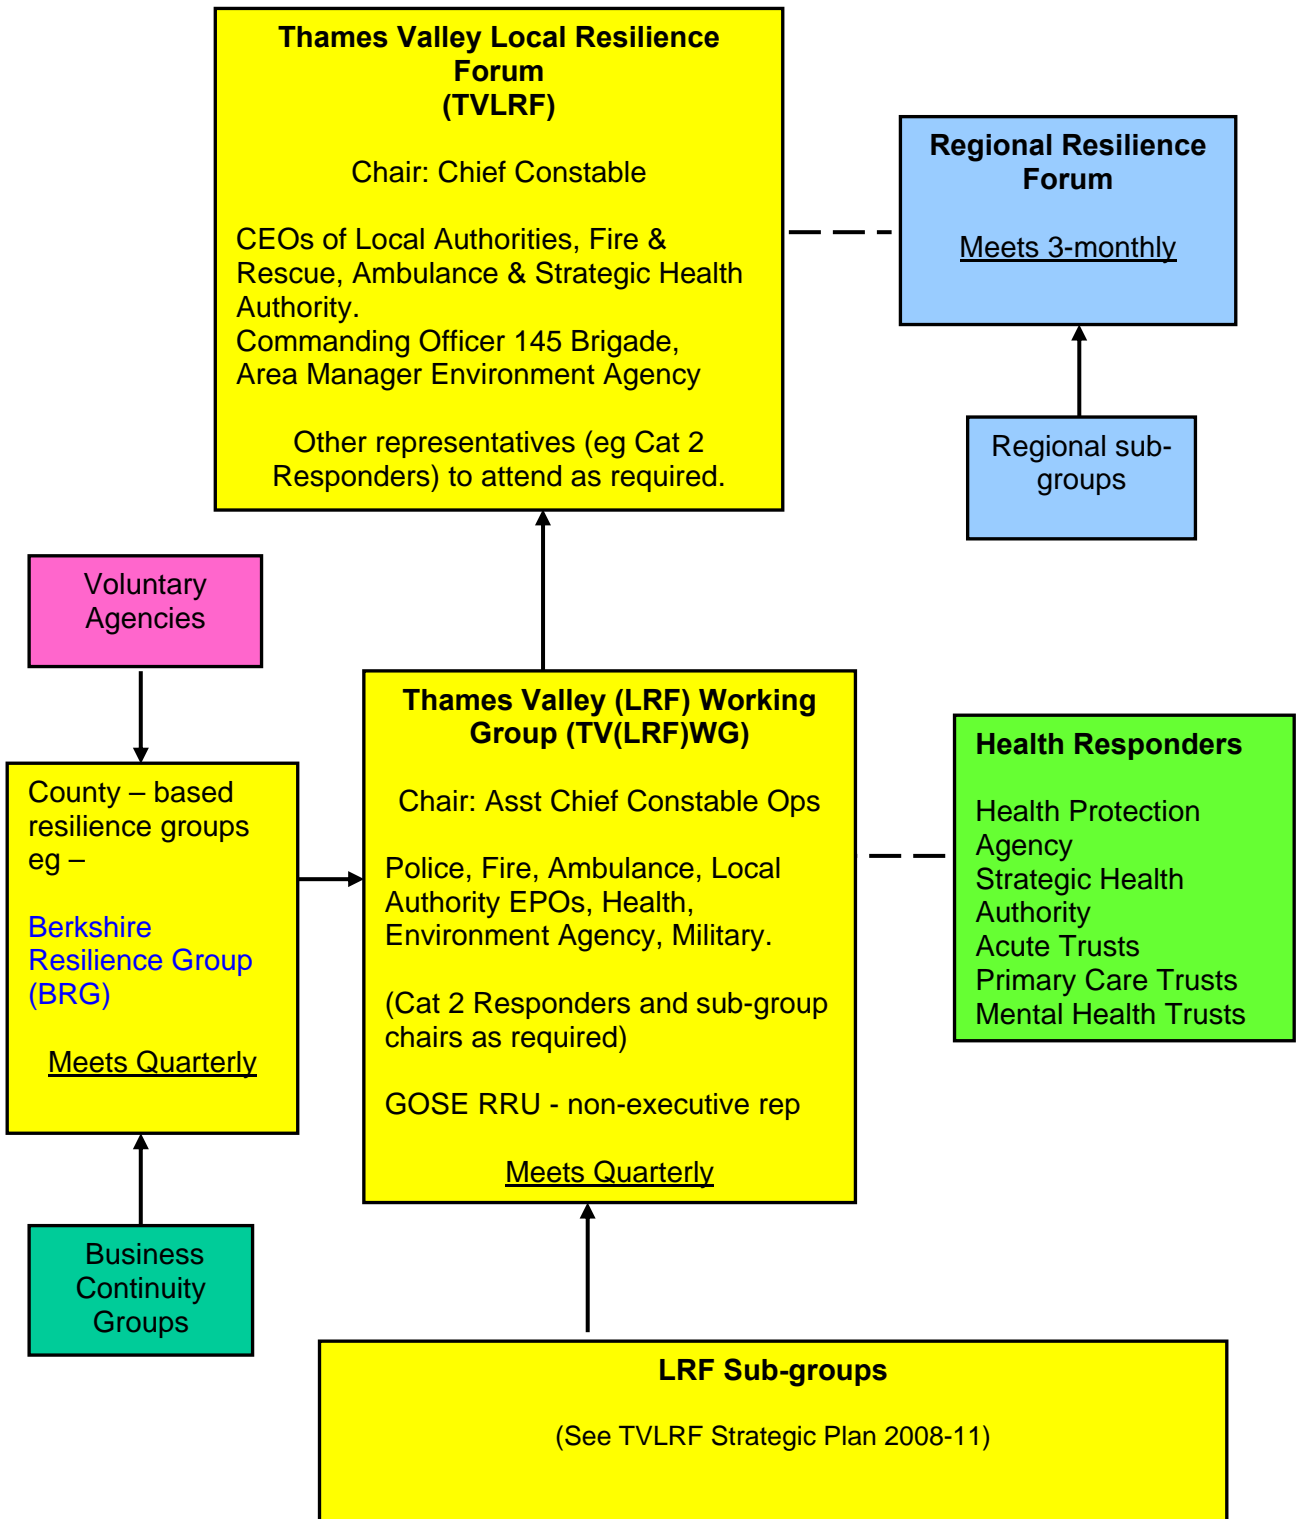 Thames Valley Local Resilience
Forum
(TVLRF)
Chair: Chief Constable
CEOs of Local Authorities, Fire &
Rescue, Ambulance & Strategic Health
Authority.
Commanding Officer 145 Brigade,
Area Manager Environment Agency
Other representatives (eg Cat 2
Responders) to attend as required.
Regional Resilience
Forum
Meets 3-monthly
Regional sub-
groups
Voluntary
Agencies
County – based
resilience groups
eg –
Berkshire
Resilience Group
(BRG)
Meets Quarterly
Thames Valley (LRF) Working
Group (TV(LRF)WG)
Chair: Asst Chief Constable Ops
Police, Fire, Ambulance, Local
Authority EPOs, Health,
Environment Agency, Military.
(Cat 2 Responders and sub-group
chairs as required)
GOSE RRU - non-executive rep
Meets Quarterly
Health Responders
Health Protection
Agency
Strategic Health
Authority
Acute Trusts
Primary Care Trusts
Mental Health Trusts
Business
Continuity
Groups
LRF Sub-groups
(See TVLRF Strategic Plan 2008-11)